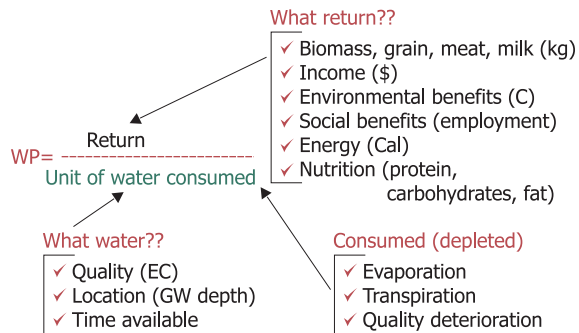 What return??
✓ Biomass, grain, meat, milk (kg)
✓ Income ($)
✓ Environmental benefits (C)
✓ Social benefits (employment)
✓ Energy (Cal)
✓ Nutrition (protein,
carbohydrates, fat)
Return
WP= -------------------------
Unit of water consumed
What water??
✓ Quality (EC)
✓ Location (GW depth)
✓ Time available
Consumed (depleted)
✓ Evaporation
✓ Transpiration
✓ Quality deterioration